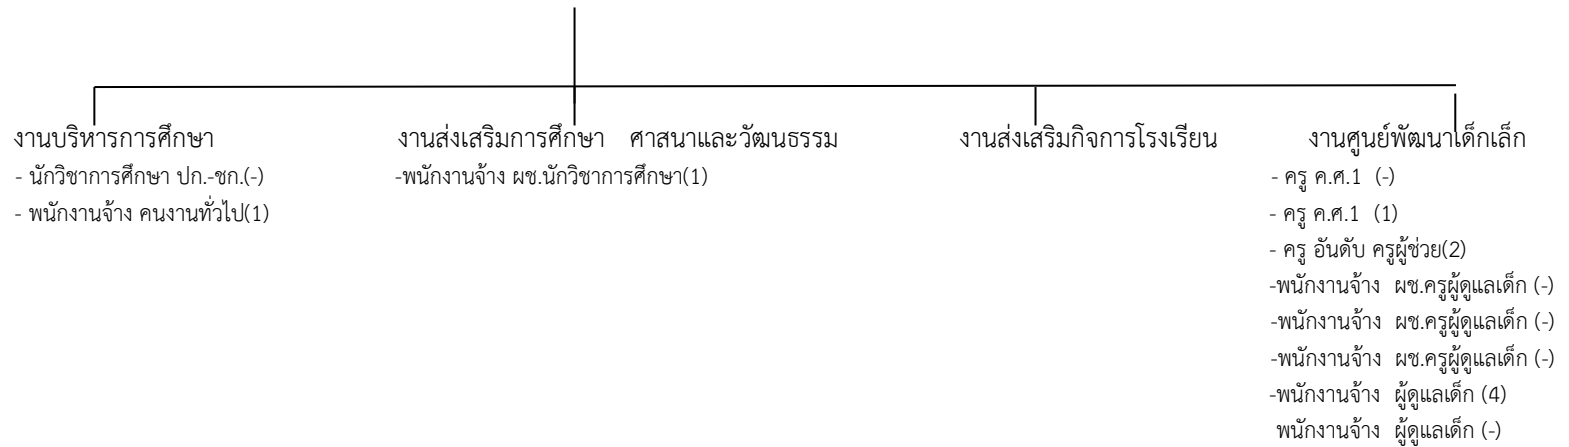 งานบริหารการศึกษา
- นักวิชาการศึกษา ปก.-ชก.(-)
- พนักงานจ้าง คนงานทั่วไป(1)
งานส่งเสริมการศึกษา ศาสนาและวัฒนธรรม
-พนักงานจ้าง ผช.นักวิชาการศึกษา(1)
งานส่งเสริมกิจการโรงเรียน
งานศูนย์พัฒนาเด็กเล็ก
- ครู ค.ศ.1 (-)
- ครู ค.ศ.1 (1)
- ครู อันดับ ครูผู้ช่วย(2)
-พนักงานจ้าง ผช.ครูผู้ดูแลเด็ก (-)
-พนักงานจ้าง ผช.ครูผู้ดูแลเด็ก (-)
-พนักงานจ้าง ผช.ครูผู้ดูแลเด็ก (-)
-พนักงานจ้าง ผู้ดูแลเด็ก (4)
พนักงานจ้าง ผู้ดูแลเด็ก (-)